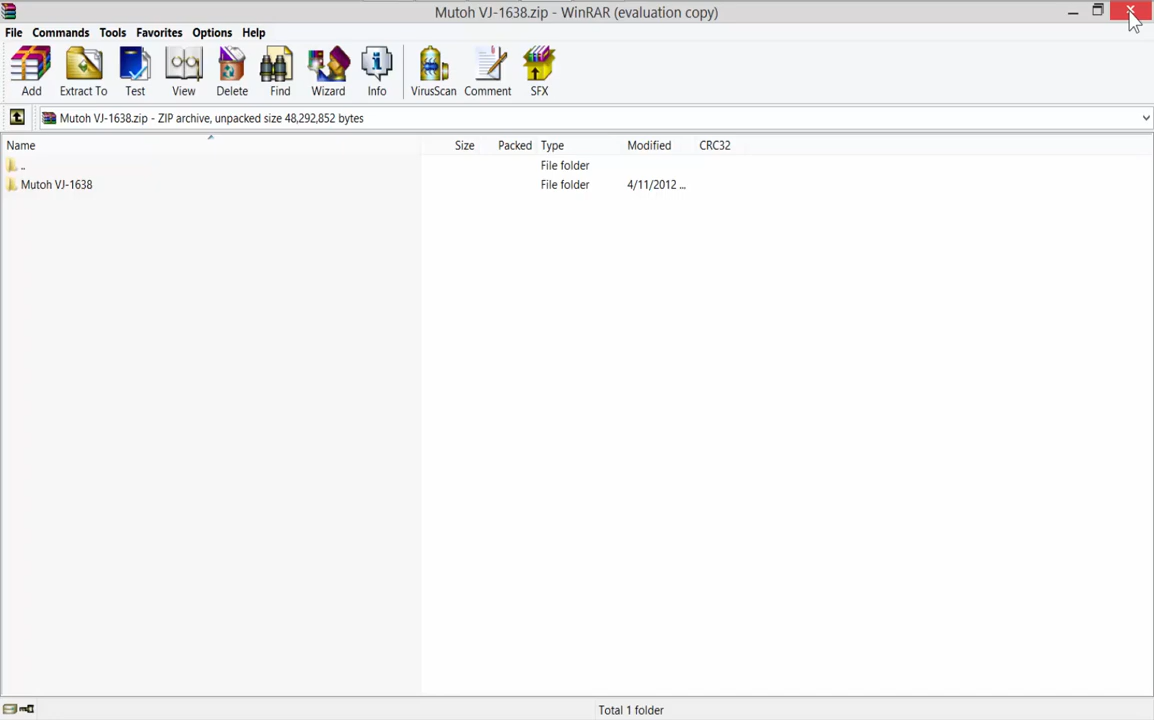 Mutoh VJ-1638.zip - WinRAR (evaluation copy)
File Commands Tools Favorites Options Help
Add Extract To Test View Delete Find Wizard Info VirusScan Comment SFX
Mutoh VJ-1638.zip - ZIP archive, unpacked size 48,292,852 bytes
Name Size Packed Type Modified CRC32
.. File folder
Mutoh VJ-1638 File folder 4/11/2012 ...
Total 1 folder